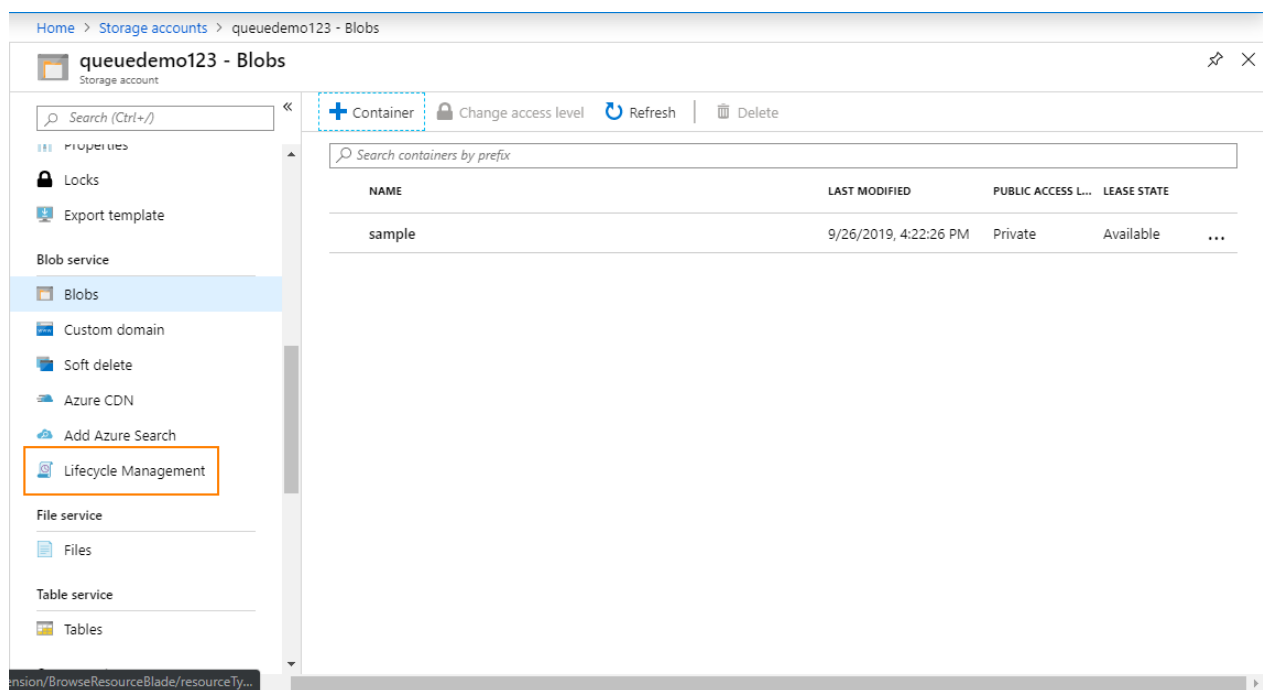 Home > Storage accounts > queuedemo123 - Blobs
queuedemo123 - Blobs
Storage account
Search (Ctrl+/)
«
Properties
Locks
Export template
Blob service
Blobs
Custom domain
Soft delete
Azure CDN
Add Azure Search
Lifecycle Management
File service
Files
Table service
Tables
ension/BrowseResourceBlade/resourceTy...
+ Container Change access level Refresh Delete
Search containers by prefix
NAME LAST MODIFIED PUBLIC ACCESS L... LEASE STATE
sample 9/26/2019, 4:22:26 PM Private Available ...